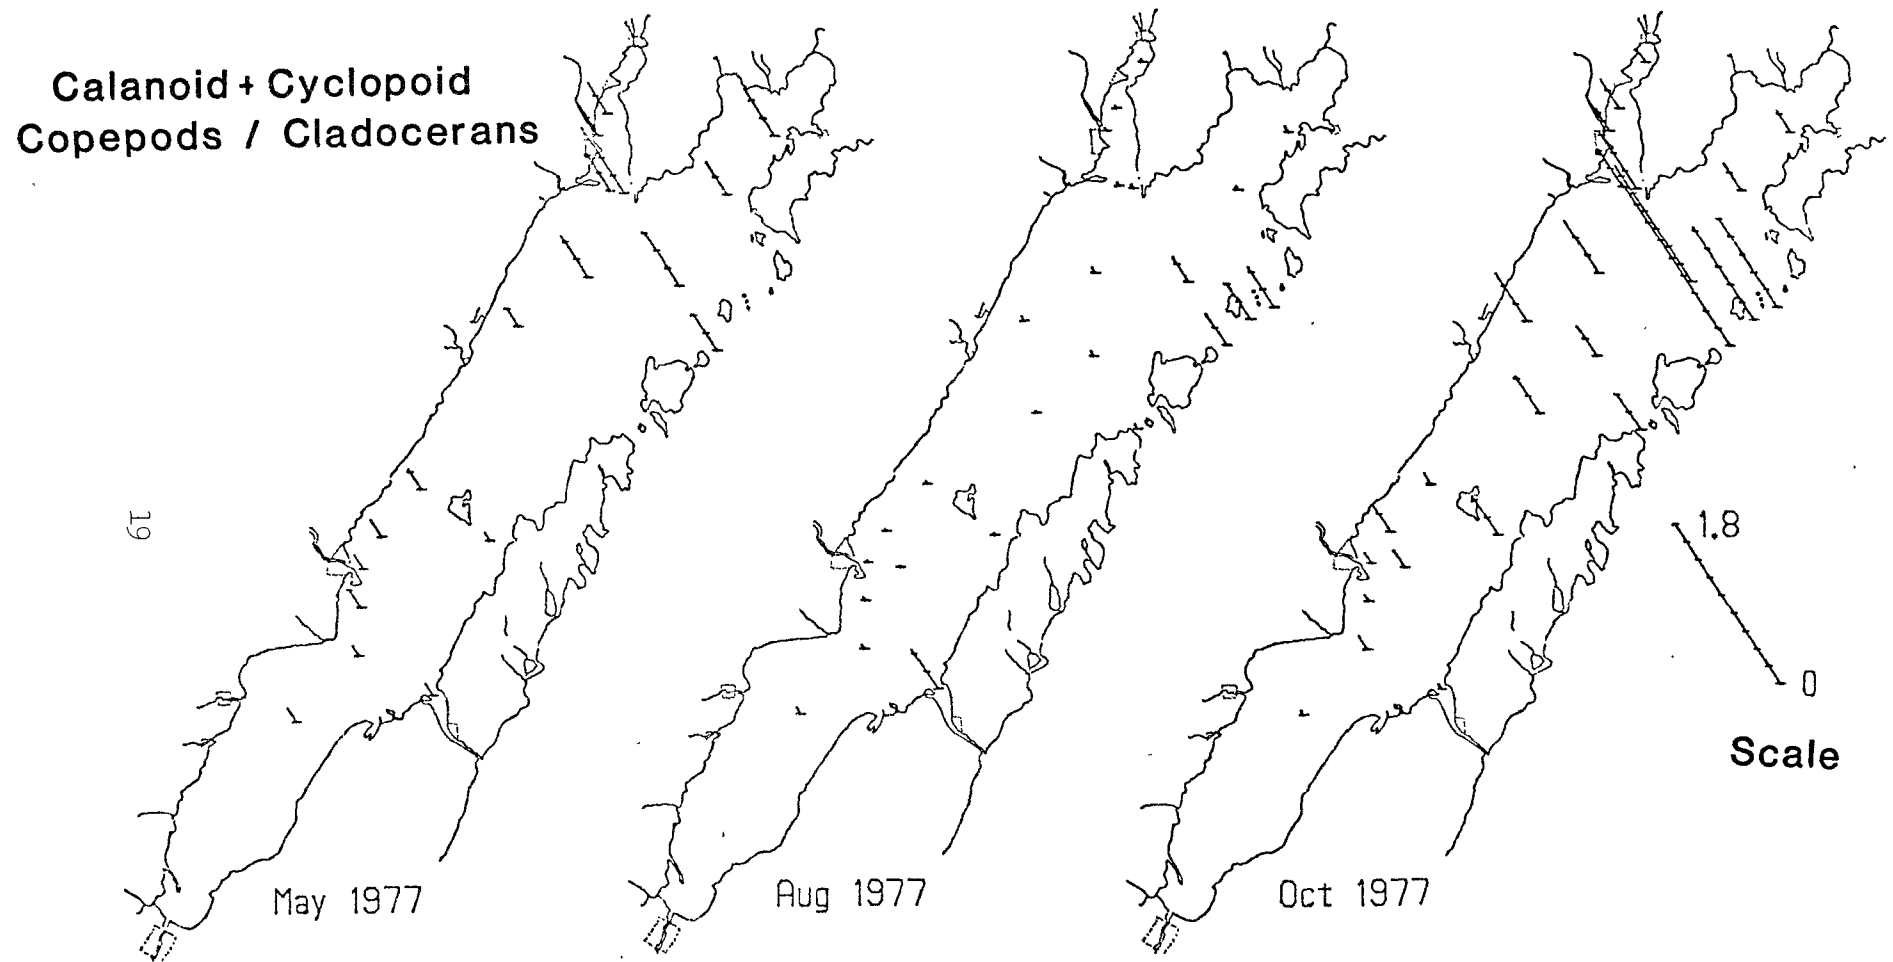 Calanoid + Cyclopoid
Copepods / Cladocerans
19
1.8
0
Scale
May 1977
Aug 1977
Oct 1977